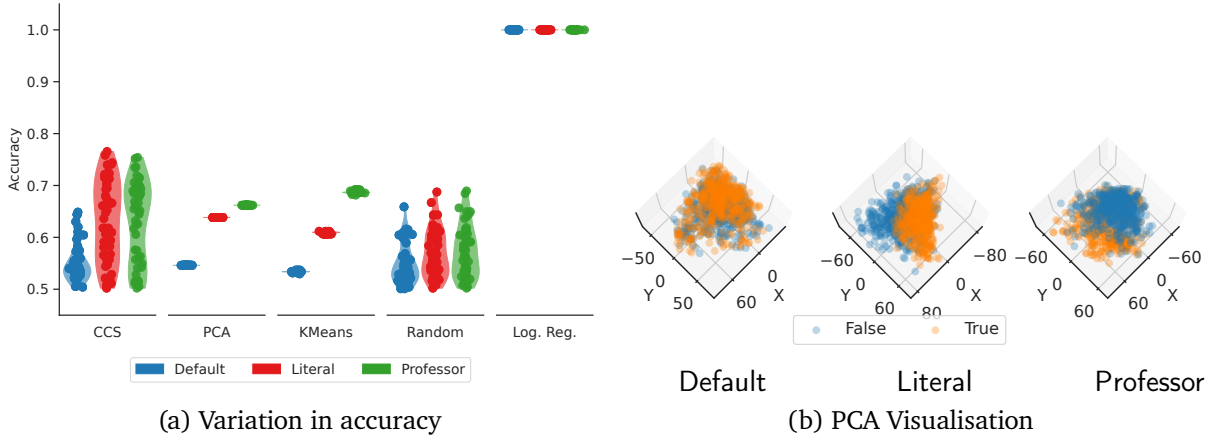 1.0
0.9
0.8
0.7
0.6
0.5
Accuracy
CCS
PCA
KMeans
Random
Log. Reg.
Default
Literal
Professor
(a) Variation in accuracy
−50
0
50
Y
0
60
X
−60
0
60
Y
−80
0
80
X
−60
0
60
Y
−60
0
60
X
False
True
Default
Literal
Professor
(b) PCA Visualisation